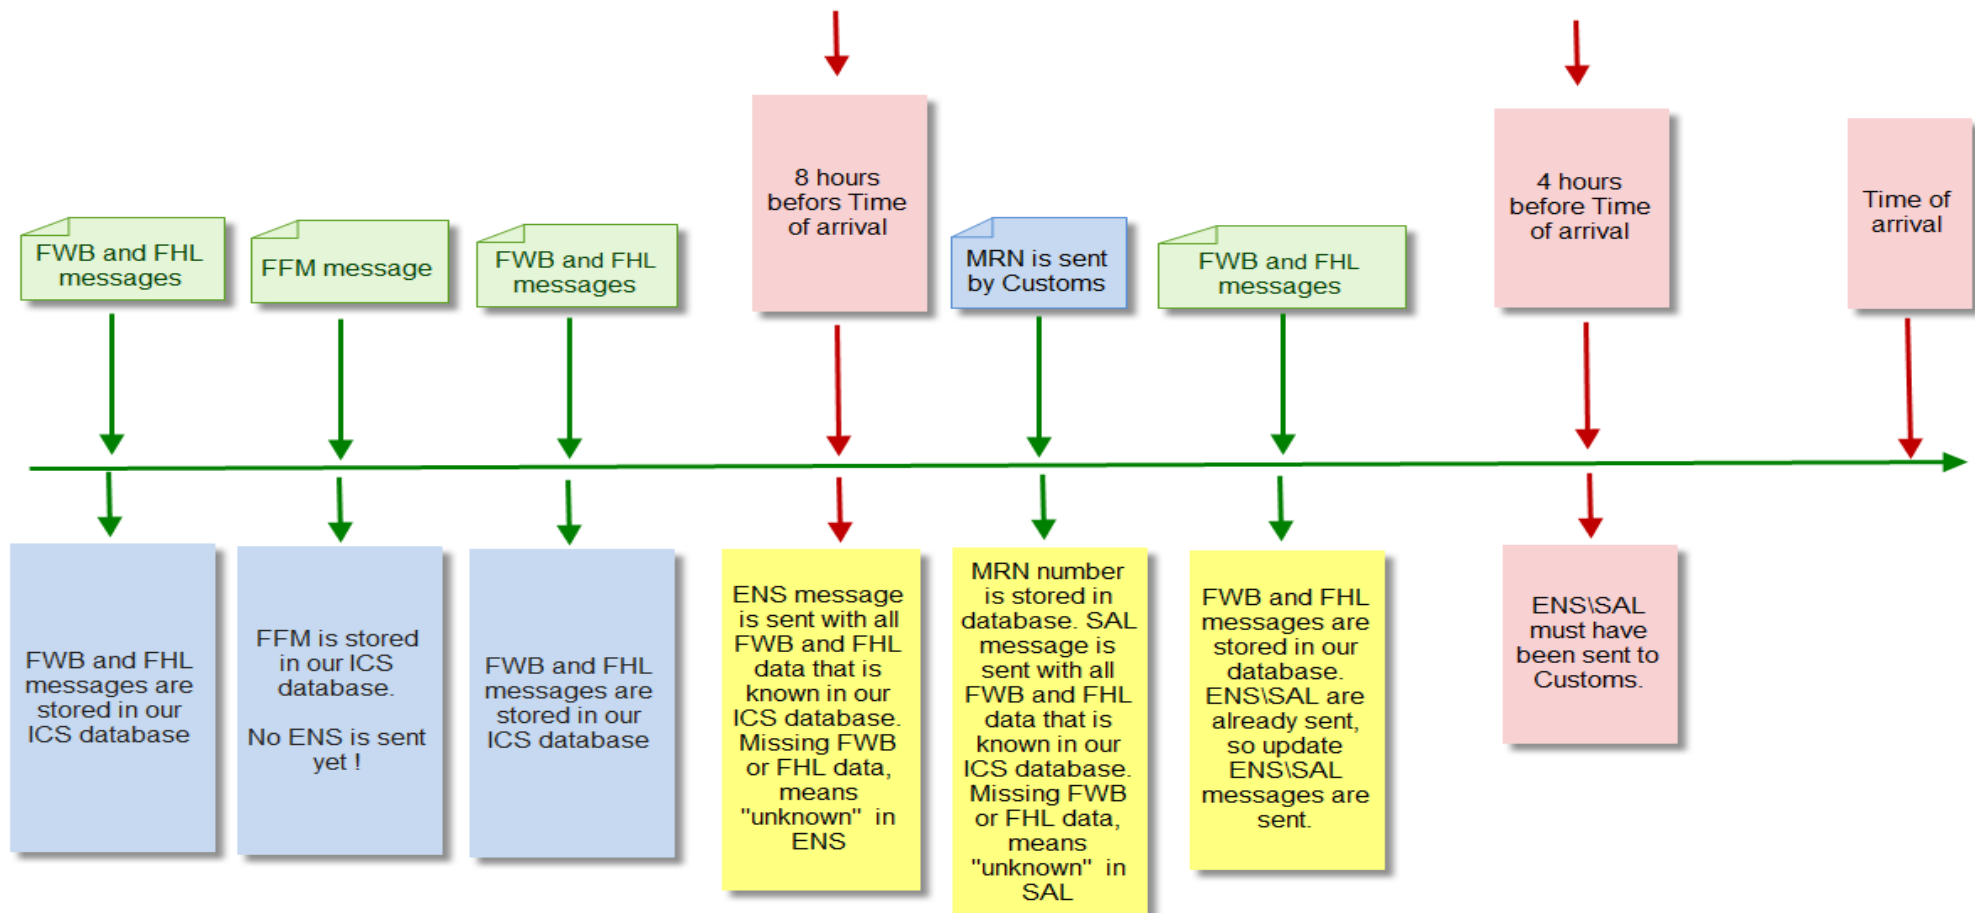 FWB and FHL
messages
FFM message
FWB and FHL
messages
8 hours
befors Time
of arrival
MRN is sent
by Customs
FWB and FHL
messages
4 hours
before Time
of arrival
Time of
arrival
FWB and FHL
messages are
stored in our
ICS database
FFM is stored
in our ICS
database.
No ENS is sent
yet !
FWB and FHL
messages are
stored in our
ICS database
ENS message
is sent with all
FWB and FHL
data that is
known in our
ICS database.
Missing FWB
or FHL data,
means
"unknown" in
ENS
MRN number
is stored in
database. SAL
message is
sent with all
FWB and FHL
data that is
known in our
ICS database.
Missing FWB
or FHL data,
means
"unknown" in
SAL
FWB and FHL
messages are
stored in our
database.
ENS\SAL are
already sent,
so update
ENS\SAL
messages are
sent.
ENS\SAL
must have
been sent to
Customs.